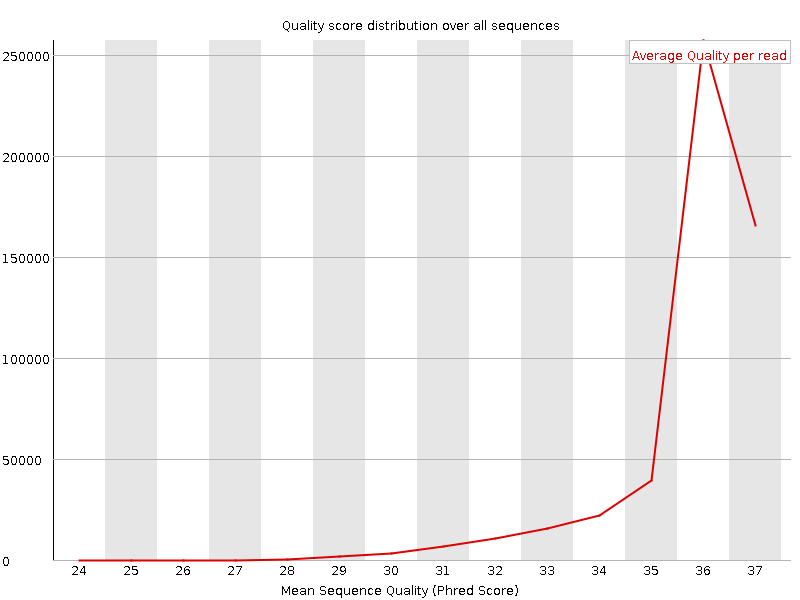 Quality score distribution over all sequences
Average Quality per read
250000
200000
150000
100000
50000
0
24 25 26 27 28 29 30 31 32 33 34 35 36 37
Mean Sequence Quality (Phred Score)